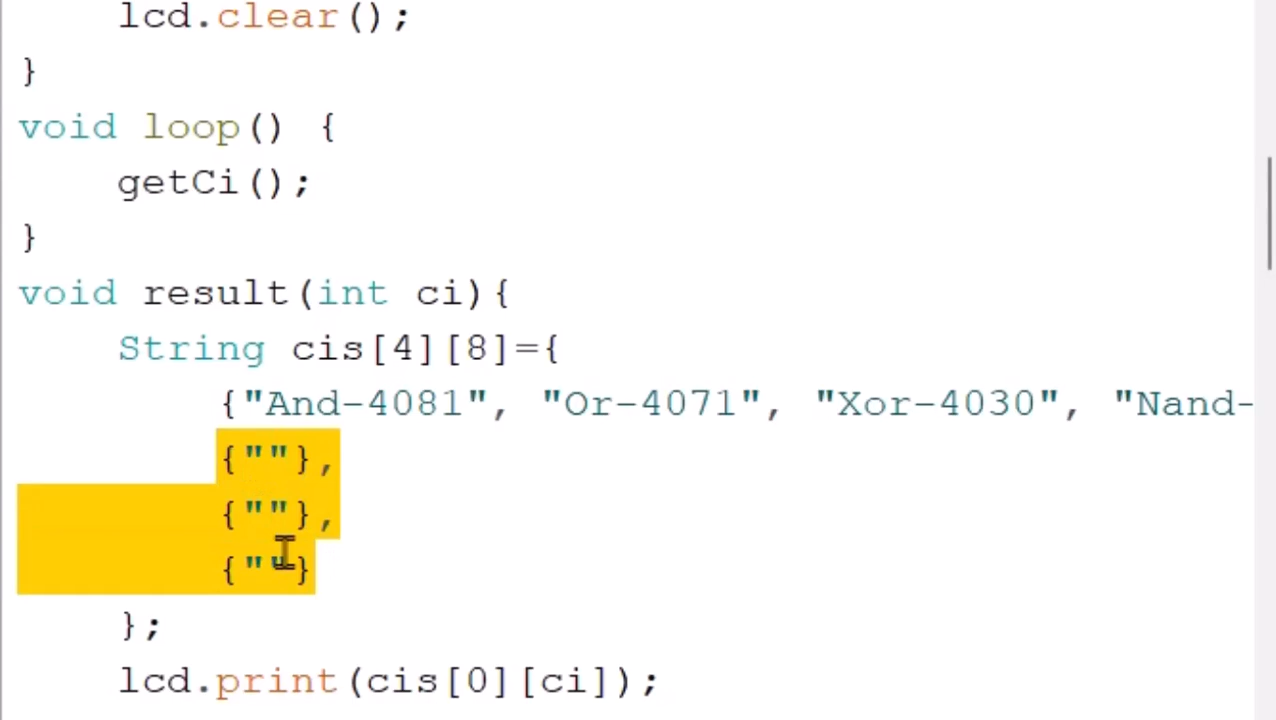 lcd.clear();
}
void loop() {
getCi();
}
void result(int ci){
String cis[4][8]={
{"And-4081", "Or-4071", "Xor-4030", "Nand-
{""},
{""},
{""}
};
lcd.print(cis[0][ci]);